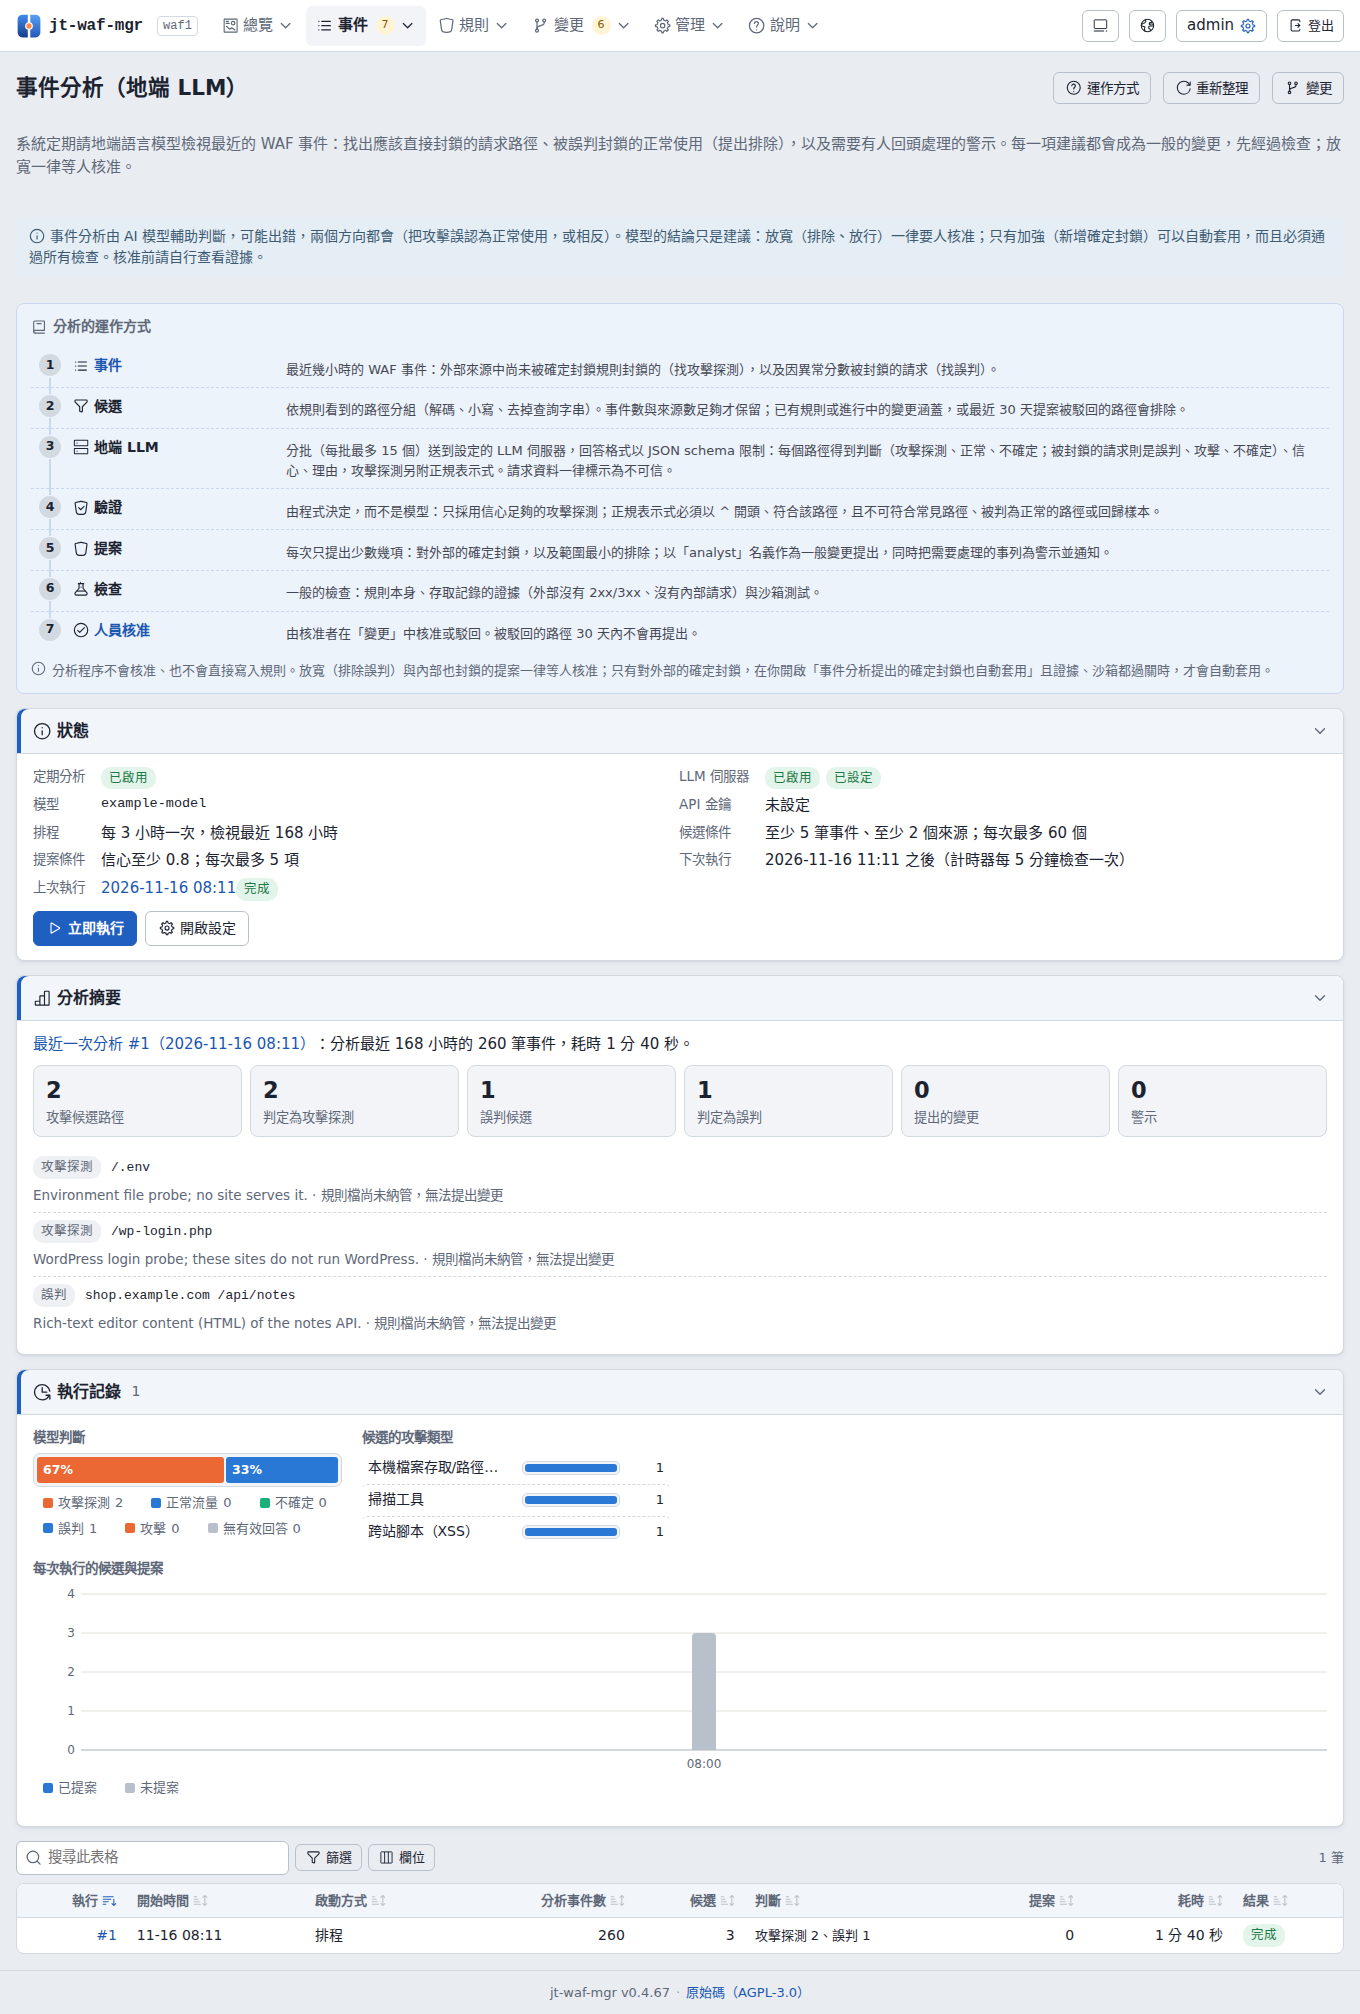 jt-waf-mgr waf1 總覽 事件 7 規則 變更 6 管理 說明 admin 登出
事件分析（地端 LLM） 運作方式 重新整理 變更
系統定期請地端語言模型檢視最近的 WAF 事件：找出應該直接封鎖的請求路徑、被誤判封鎖的正常使用（提出排除），以及需要有人回頭處理的警示。每一項建議都會成為一般的變更，先經過檢查；放
寬一律等人核准。
事件分析由 AI 模型輔助判斷，可能出錯，兩個方向都會（把攻擊誤認為正常使用，或相反）。模型的結論只是建議：放寬（排除、放行）一律要人核准；只有加強（新增確定封鎖）可以自動套用，而且必須通
過所有檢查。核准前請自行查看證據。
分析的運作方式
1 事件 最近幾小時的 WAF 事件：外部來源中尚未被確定封鎖規則封鎖的（找攻擊探測），以及因異常分數被封鎖的請求（找誤判）。
2 候選 依規則看到的路徑分組（解碼、小寫、去掉查詢字串）。事件數與來源數足夠才保留；已有規則或進行中的變更涵蓋，或最近 30 天提案被駁回的路徑會排除。
3 地端 LLM 分批（每批最多 15 個）送到設定的 LLM 伺服器，回答格式以 JSON schema 限制：每個路徑得到判斷（攻擊探測、正常、不確定；被封鎖的請求則是誤判、攻擊、不確定）、信
心、理由，攻擊探測另附正規表示式。請求資料一律標示為不可信。
4 驗證 由程式決定，而不是模型：只採用信心足夠的攻擊探測；正規表示式必須以 ^ 開頭、符合該路徑，且不可符合常見路徑、被判為正常的路徑或回歸樣本。
5 提案 每次只提出少數幾項：對外部的確定封鎖，以及範圍最小的排除；以「analyst」名義作為一般變更提出，同時把需要處理的事列為警示並通知。
6 檢查 一般的檢查：規則本身、存取記錄的證據（外部沒有 2xx/3xx、沒有內部請求）與沙箱測試。
7 人員核准 由核准者在「變更」中核准或駁回。被駁回的路徑 30 天內不會再提出。
分析程序不會核准、也不會直接寫入規則。放寬（排除誤判）與內部也封鎖的提案一律等人核准；只有對外部的確定封鎖，在你開啟「事件分析提出的確定封鎖也自動套用」且證據、沙箱都過關時，才會自動套用。
狀態
定期分析 已啟用 LLM 伺服器 已啟用 已設定
模型 example-model API 金鑰 未設定
排程 每 3 小時一次，檢視最近 168 小時 候選條件 至少 5 筆事件、至少 2 個來源；每次最多 60 個
提案條件 信心至少 0.8；每次最多 5 項 下次執行 2026-11-16 11:11 之後（計時器每 5 分鐘檢查一次）
上次執行 2026-11-16 08:11 完成
立即執行 開啟設定
分析摘要
最近一次分析 #1（2026-11-16 08:11）：分析最近 168 小時的 260 筆事件，耗時 1 分 40 秒。
2 2 1 1 0 0
攻擊候選路徑 判定為攻擊探測 誤判候選 判定為誤判 提出的變更 警示
攻擊探測 /.env
Environment file probe; no site serves it. · 規則檔尚未納管，無法提出變更
攻擊探測 /wp-login.php
WordPress login probe; these sites do not run WordPress. · 規則檔尚未納管，無法提出變更
誤判 shop.example.com /api/notes
Rich-text editor content (HTML) of the notes API. · 規則檔尚未納管，無法提出變更
執行記錄 1
模型判斷 候選的攻擊類型
67% 33%
攻擊探測 2 正常流量 0 不確定 0
誤判 1 攻擊 0 無有效回答 0
本機檔案存取/路徑… 1
掃描工具 1
跨站腳本（XSS） 1
每次執行的候選與提案
4
3
2
1
0
08:00
已提案 未提案
搜尋此表格 篩選 欄位 1 筆
執行 開始時間 啟動方式 分析事件數 候選 判斷 提案 耗時 結果
#1 11-16 08:11 排程 260 3 攻擊探測 2、誤判 1 0 1 分 40 秒 完成
jt-waf-mgr v0.4.67 · 原始碼（AGPL-3.0）